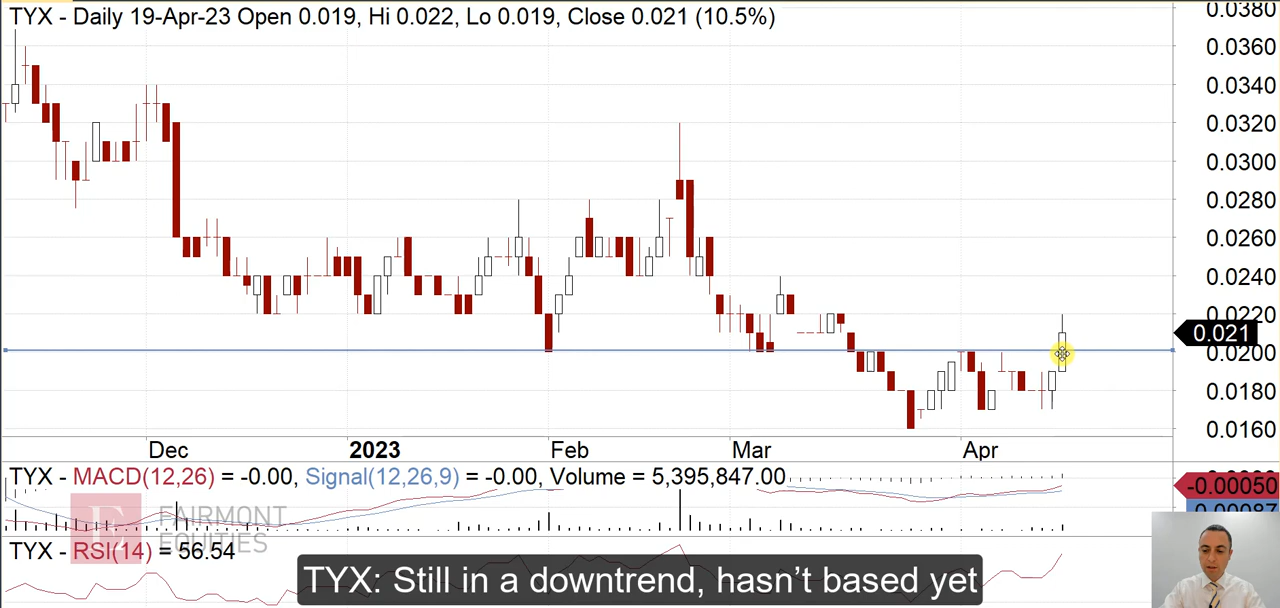 TYX - Daily 19-Apr-23 Open 0.019, Hi 0.022, Lo 0.019, Close 0.021 (10.5%)
0.0380
0.0360
0.0340
0.0320
0.0300
0.0280
0.0260
0.0240
0.0220
0.021
0.0200
0.0180
0.0160
Dec 2023 Feb Mar Apr
TYX - MACD(12,26) = -0.00, Signal(12,26,9) = -0.00, Volume = 5,395,847.00
-0.00050
E FAIRMONT
EQUITIES
TYX - RSI(14) = 56.54
TYX: Still in a downtrend, hasn't based yet